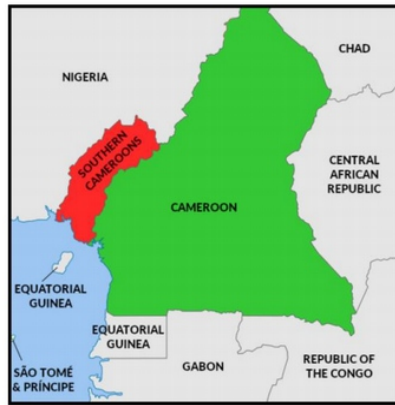 CHAD
NIGERIA
SOUTHERN
CAMEROONS
CENTRAL
AFRICAN
REPUBLIC
CAMEROON
EQUATORIAL
GUINEA
EQUATORIAL
GUINEA
GABON
REPUBLIC OF
THE CONGO
SÃO TOMÉ
& PRÍNCIPE